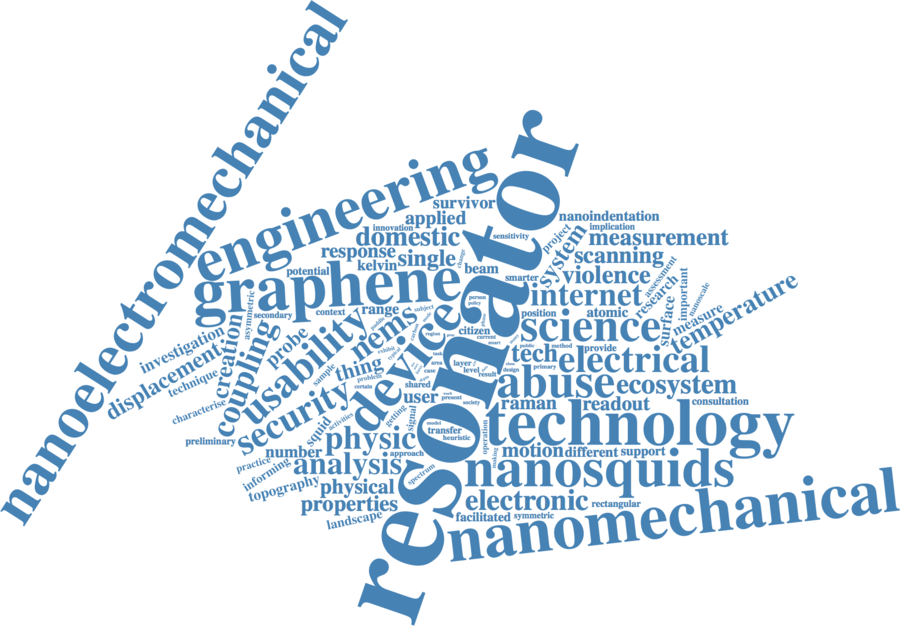 nanoelectromechanical
resonator
engineering
survivor
applied
nanoindentation
implication
innovation
domestic
sensitivity
project
system
measurement
response
single
scanning
kelvin
potential
beam
smarter
violence
assessment
research
important
nanoscale
graphene
person
policy
internet
temperature
asymmetric
secondary
context
range
subject
position
atomic
surface
measure
investigation
creation
coupling
probe
usability
nems
device
citizen
current
science
displacement
technique
sample
thing
problem
certain
exhibit
typical
region
area
case
task
layer
level
result
tech
method
public
provide
primary
electrical
design
smart
characterise
security
shared
user
present
society
abuse
ecosystem
raman
readout
consultation
preliminary
squid
activities
getting
signal
model
transfer
heuristic
operation
technology
number
physic
approach
making
motion
different
support
practice
informing
topography
analysis
spectrum
nanosquids
physical
properties
landscape
electronic
rectangular
facilitated
symmetric
nanomechanical